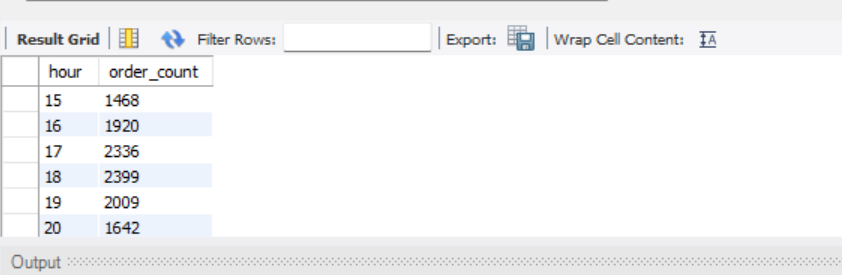 Result Grid Filter Rows: Export: Wrap Cell Content: IA
hour order_count
15 1468
16 1920
17 2336
18 2399
19 2009
20 1642
Output